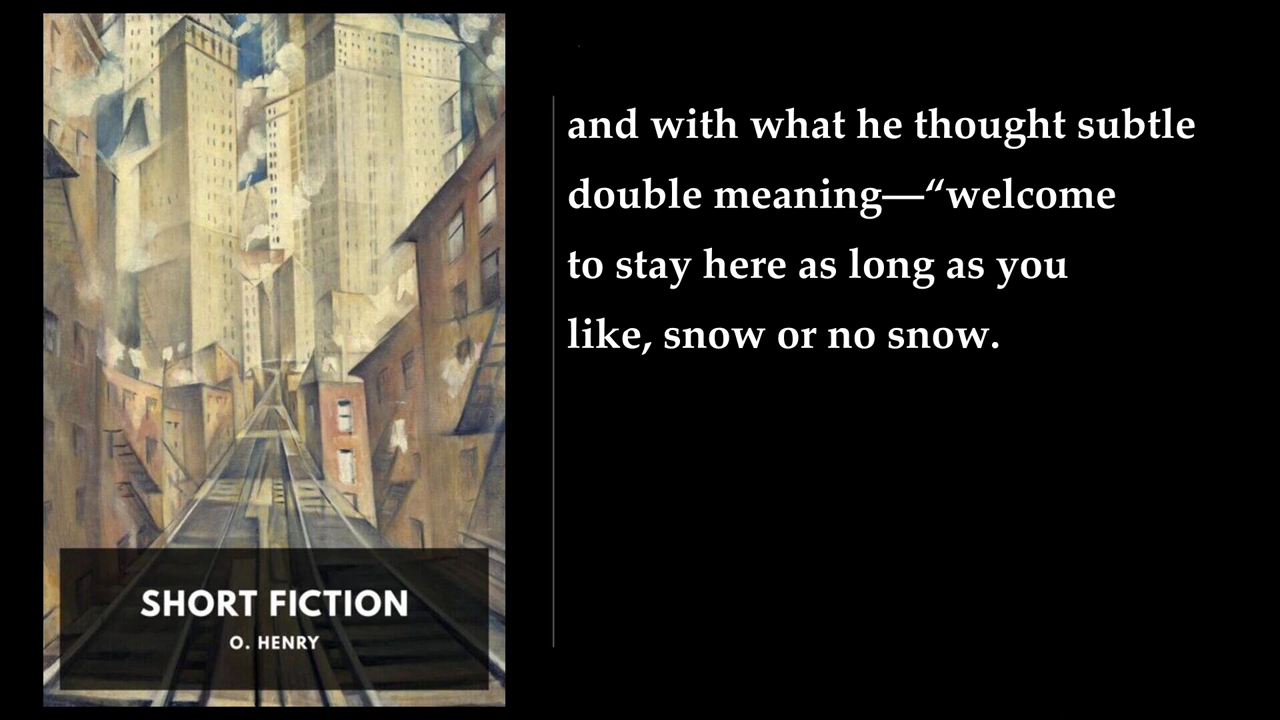 SHORT FICTION
O. HENRY
and with what he thought subtle
double meaning—“welcome
to stay here as long as you
like, snow or no snow.